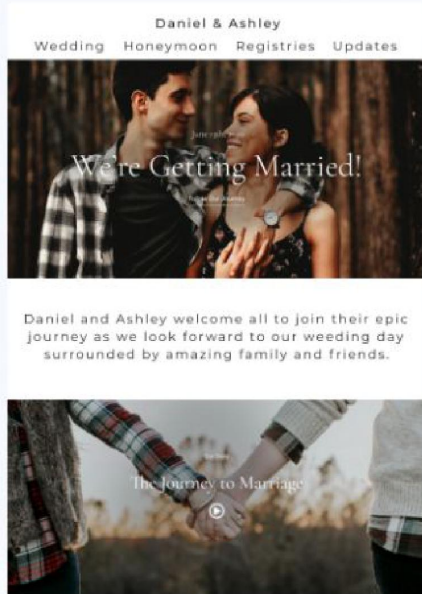 Daniel & Ashley
Wedding Honeymoon Registries Updates
We're Getting Married!
Daniel and Ashley welcome all to join their epic
journey as we look forward to our weeding day
surrounded by amazing family and friends.
The Journey to Marriage